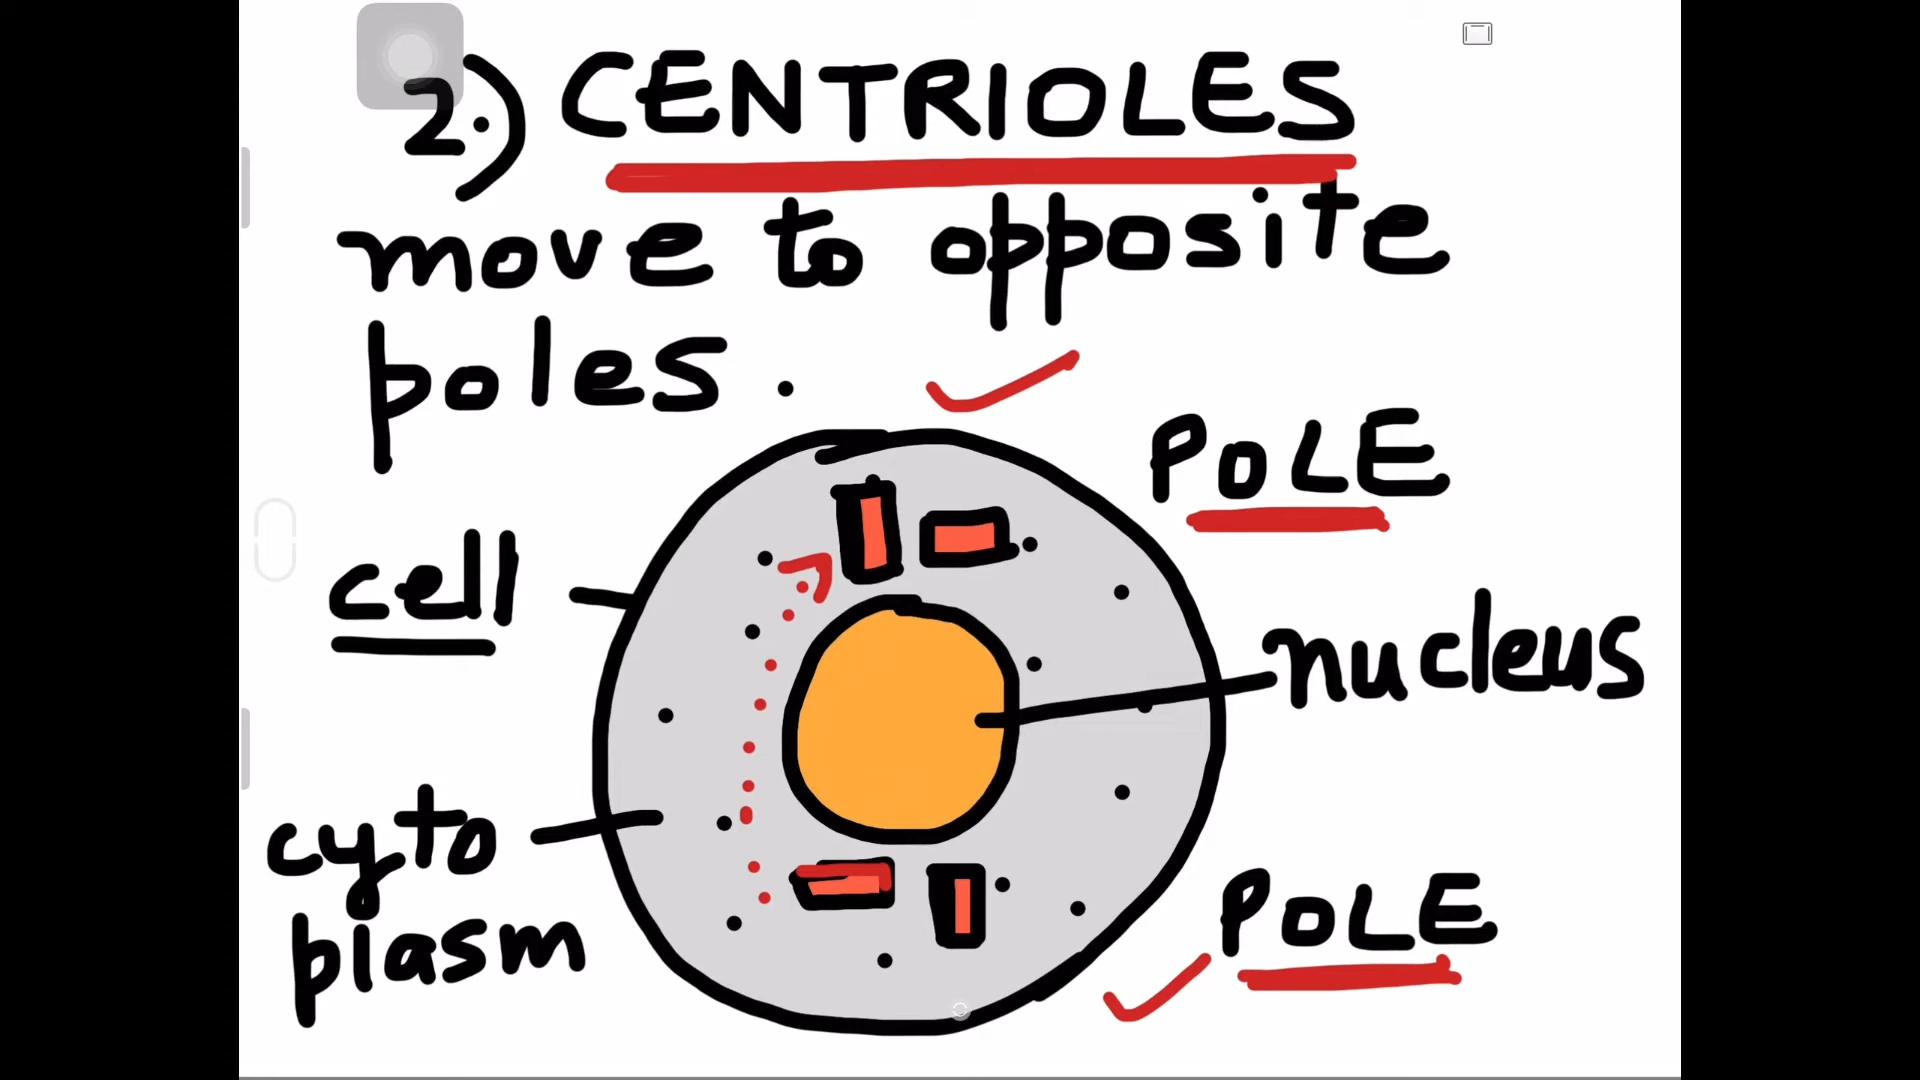 2.) CENTRIOLES
move to opposite
poles.
POLE
cell
nucleus
cyto
plasm
POLE